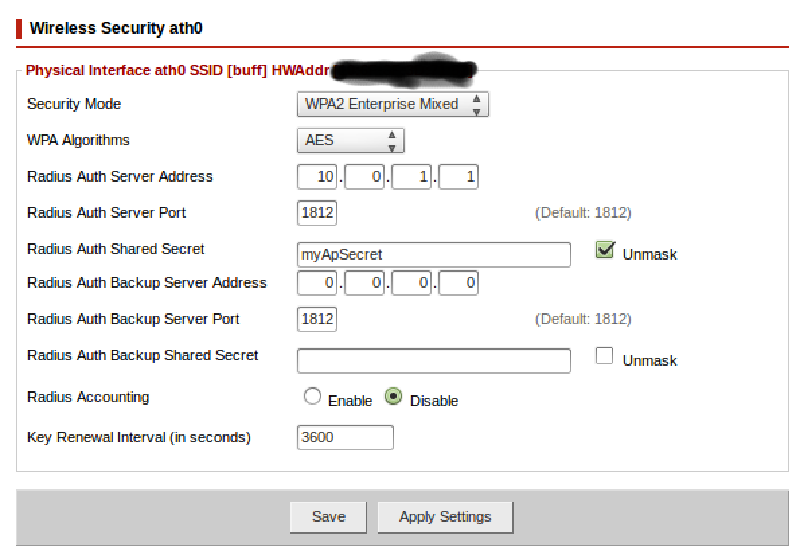 Wireless Security ath0
Physical Interface ath0 SSID [buff] HWAddr
Security Mode WPA2 Enterprise Mixed
WPA Algorithms AES
Radius Auth Server Address 10 . 0 . 1 . 1
Radius Auth Server Port 1812 (Default: 1812)
Radius Auth Shared Secret myApSecret Unmask
Radius Auth Backup Server Address 0 . 0 . 0 . 0
Radius Auth Backup Server Port 1812 (Default: 1812)
Radius Auth Backup Shared Secret Unmask
Radius Accounting Enable Disable
Key Renewal Interval (in seconds) 3600
Save Apply Settings